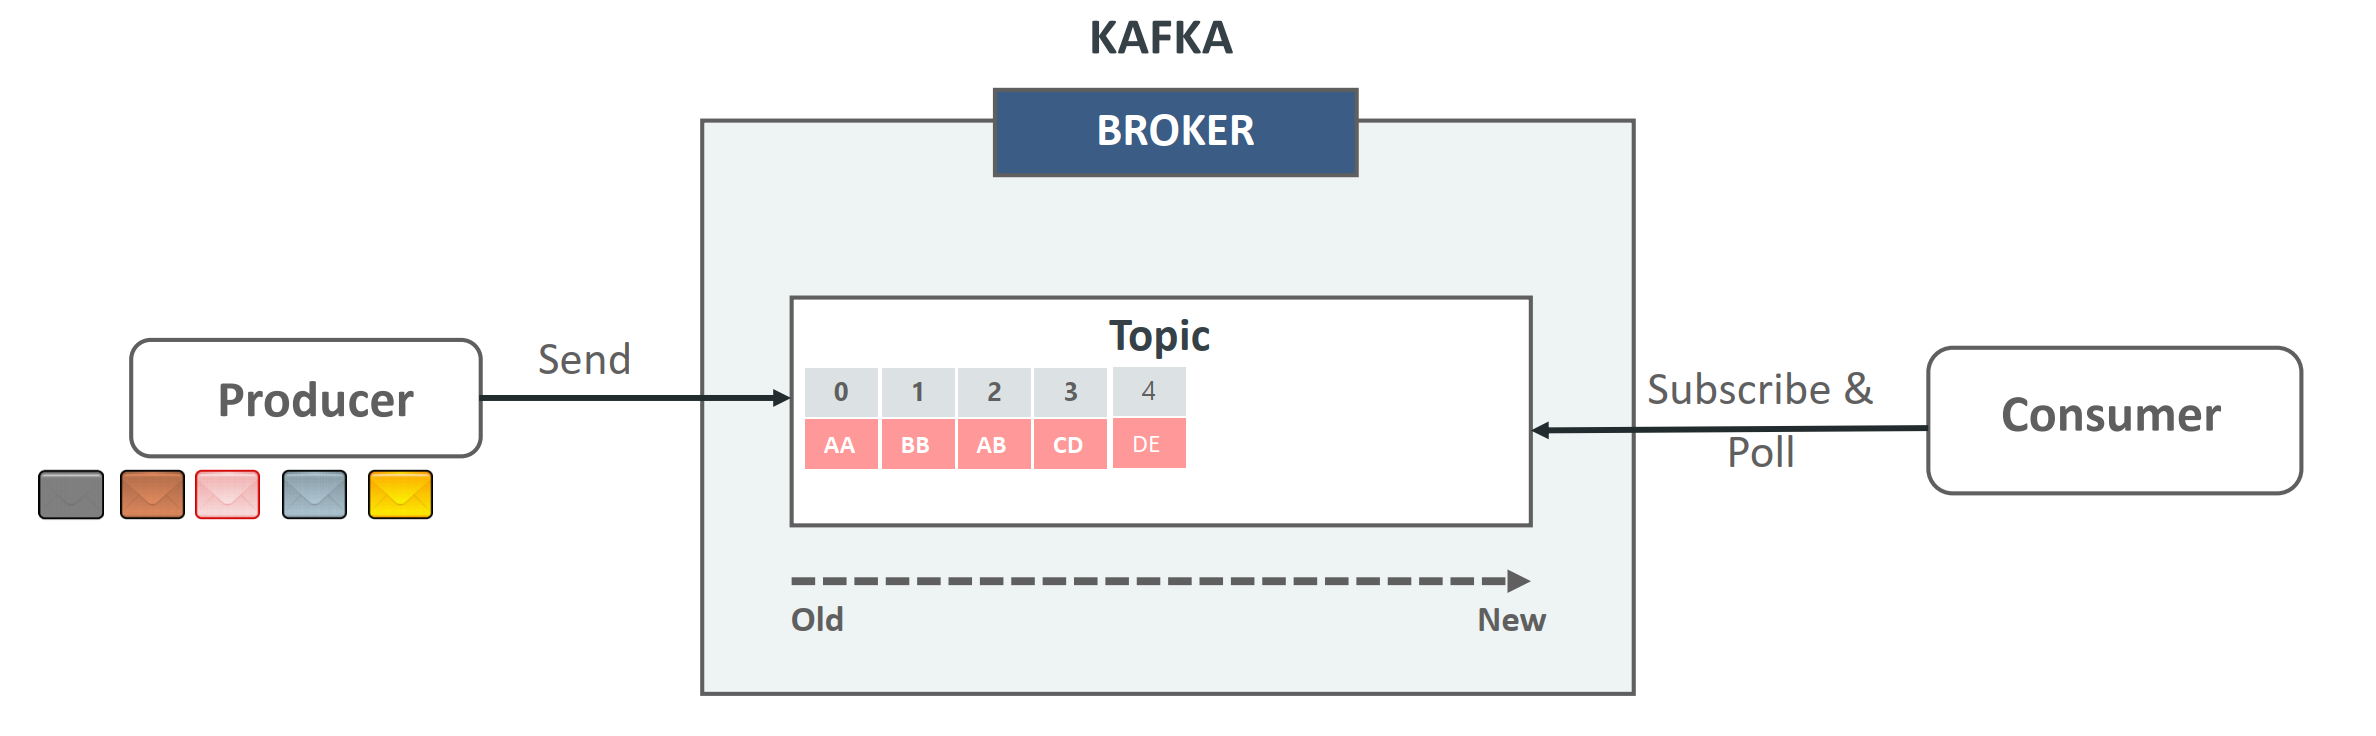 KAFKA
BROKER
Topic
0 1 2 3 4
AA BB AB CD DE
Producer
Send
Subscribe &
Poll
Consumer
Old
New